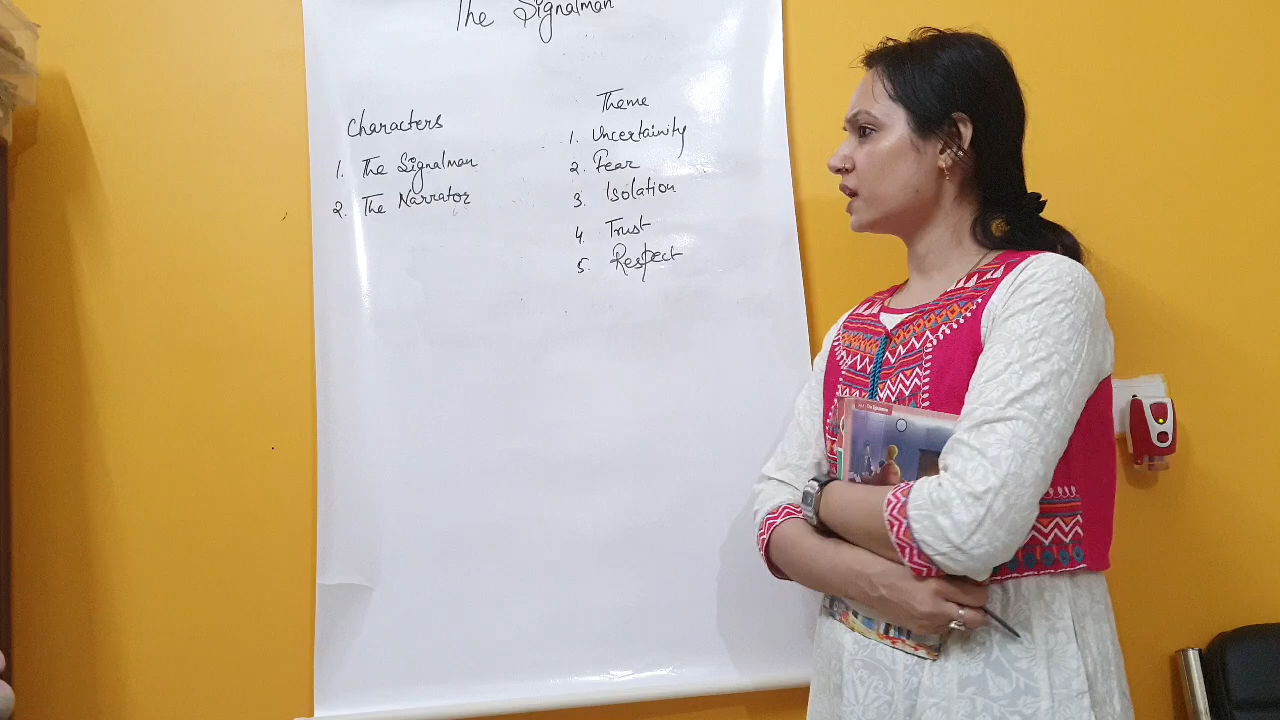 The Signalman
Characters
1. The Signalman
2. The Narrator
Theme
1. Uncertainity
2. Fear
3. Isolation
4. Trust
5. Respect